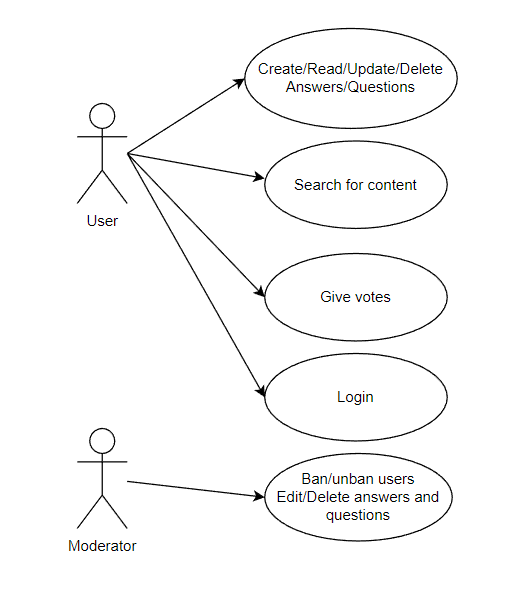 Create/Read/Update/Delete
Answers/Questions
Search for content
User
Give votes
Login
Ban/unban users
Edit/Delete answers and
questions
Moderator